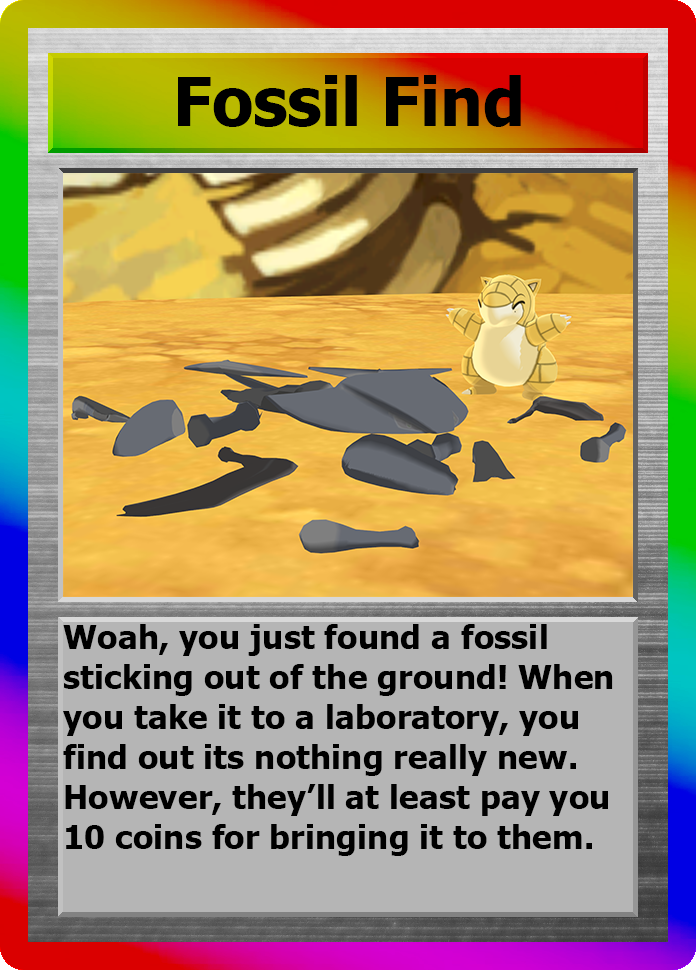 Fossil Find
Woah, you just found a fossil
sticking out of the ground! When
you take it to a laboratory, you
find out its nothing really new.
However, they’ll at least pay you
10 coins for bringing it to them.